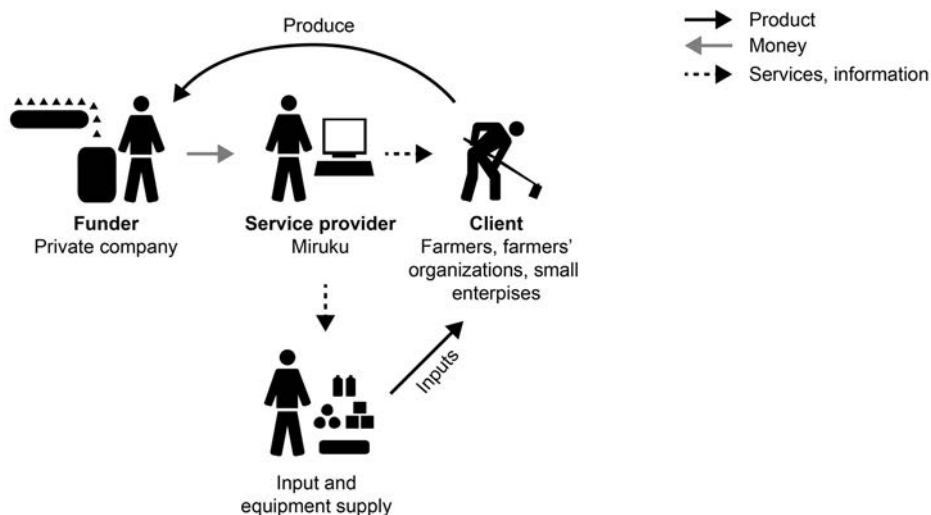 Produce
Product
Money
Services, information
Funder
Private company
Service provider
Miruku
Client
Farmers, farmers'
organizations, small
enterpises
Inputs
Input and
equipment supply